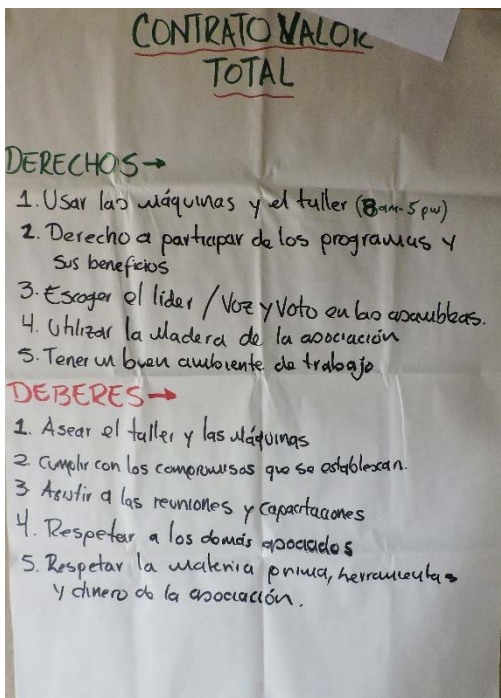 CONTRATO VALOR
TOTAL
DERECHOS→
1. Usar las máquinas y el taller (8am-5pm)
2. Derecho a participar de los programas y
sus beneficios
3. Escoger el lider / Voz y Voto en las asambleas.
4. Utilizar la Madera de la asociación
5. Tener un buen ambiente de trabajo
DEBERES→
1. Asear el taller y las Máquinas
2. Cumplir con los compromisos que se establescan.
3 Asistir a las reuniones y capacitaciones
4. Respetar a los demás asociados
5. Respetar la materia prima, herramientas
y dinero de la asociación.